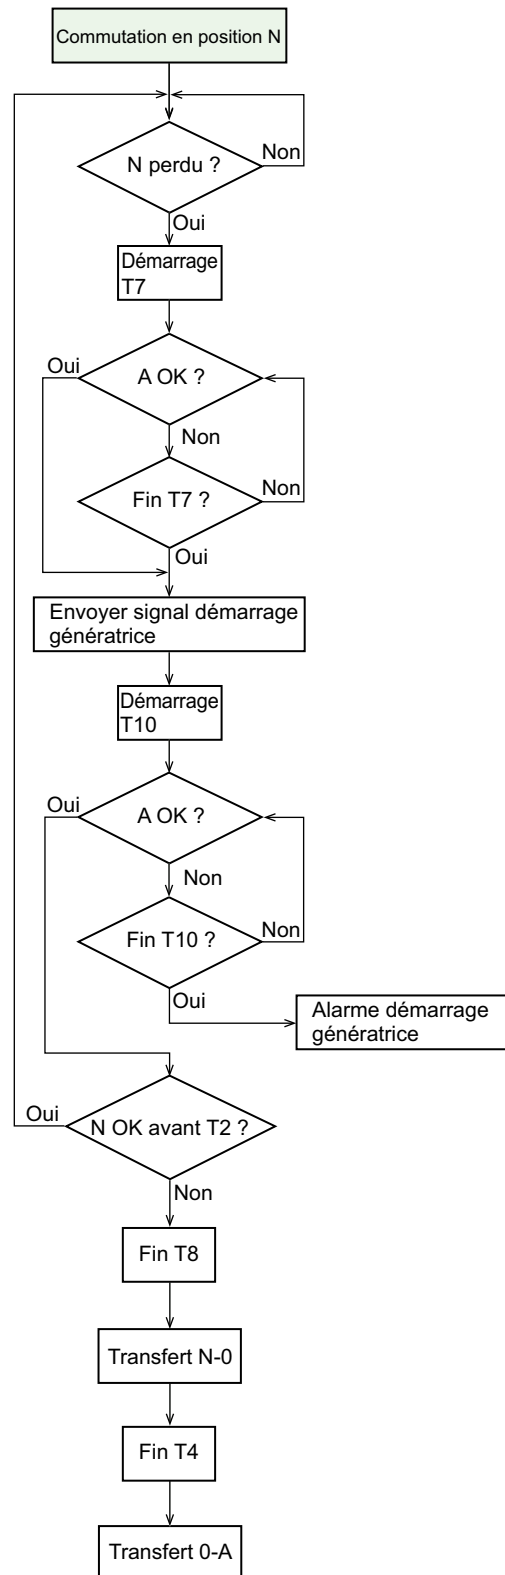 Commutation en position N
N perdu ?
Non
Oui
Démarrage
T7
Oui
A OK ?
Non
Fin T7 ?
Non
Oui
Envoyer signal démarrage
génératrice
Démarrage
T10
Oui
A OK ?
Non
Fin T10 ?
Non
Oui
Alarme démarrage
génératrice
Oui
N OK avant T2 ?
Non
Fin T8
Transfert N-0
Fin T4
Transfert 0-A